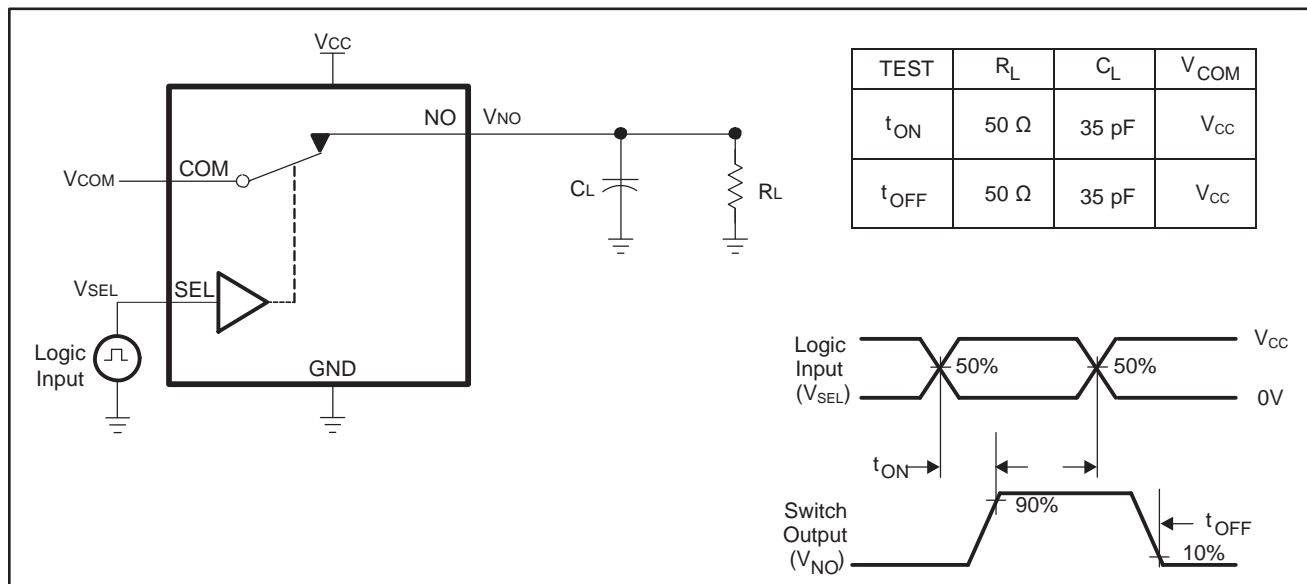 VCC
NO VNO
VCOM COM
CL RL
VSEL SEL
Logic
Input
GND
TEST RL CL VCOM
tON 50 Ω 35 pF VCC
tOFF 50 Ω 35 pF VCC
Logic
Input
(VSEL)
50% 50%
VCC
0V
tON
Switch
Output
(VNO)
90%
tOFF
10%